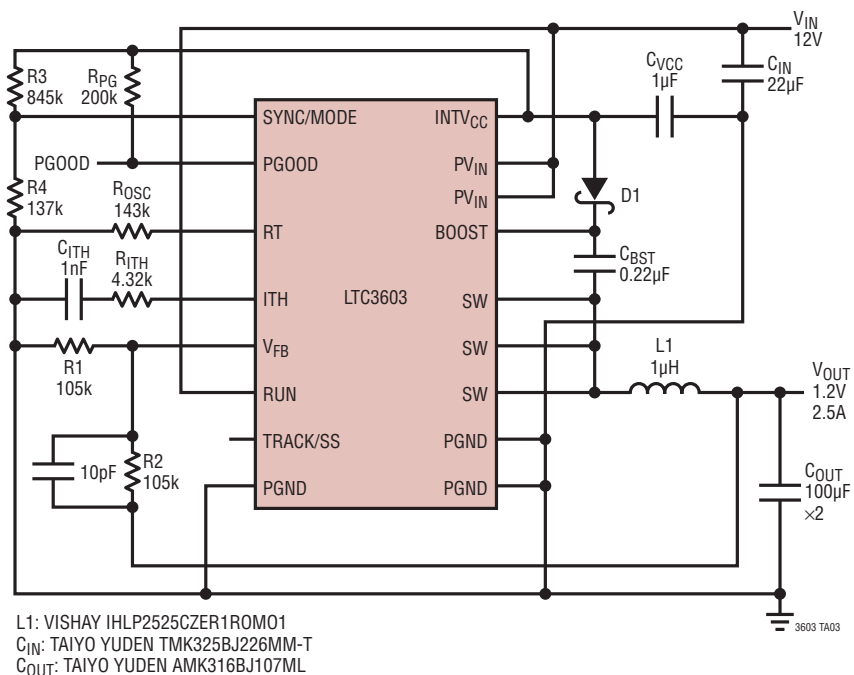 VIN
12V
CVCC
1µF
CIN
22µF
R3
845k
RPG
200k
SYNC/MODE
INTVCC
PGOOD
PGOOD
PVIN
PVIN
R4
137k
ROSC
143k
D1
RT
BOOST
CITH
1nF
RITH
4.32k
CBST
0.22µF
ITH
LTC3603
SW
VFB
SW
R1
105k
L1
1µH
VOUT
1.2V
2.5A
RUN
SW
TRACK/SS
PGND
10pF
R2
105k
PGND
PGND
COUT
100µF
×2
3603 TA03
L1: VISHAY IHLP2525CZER1ROMO1
CIN: TAIYO YUDEN TMK325BJ226MM-T
COUT: TAIYO YUDEN AMK316BJ107ML